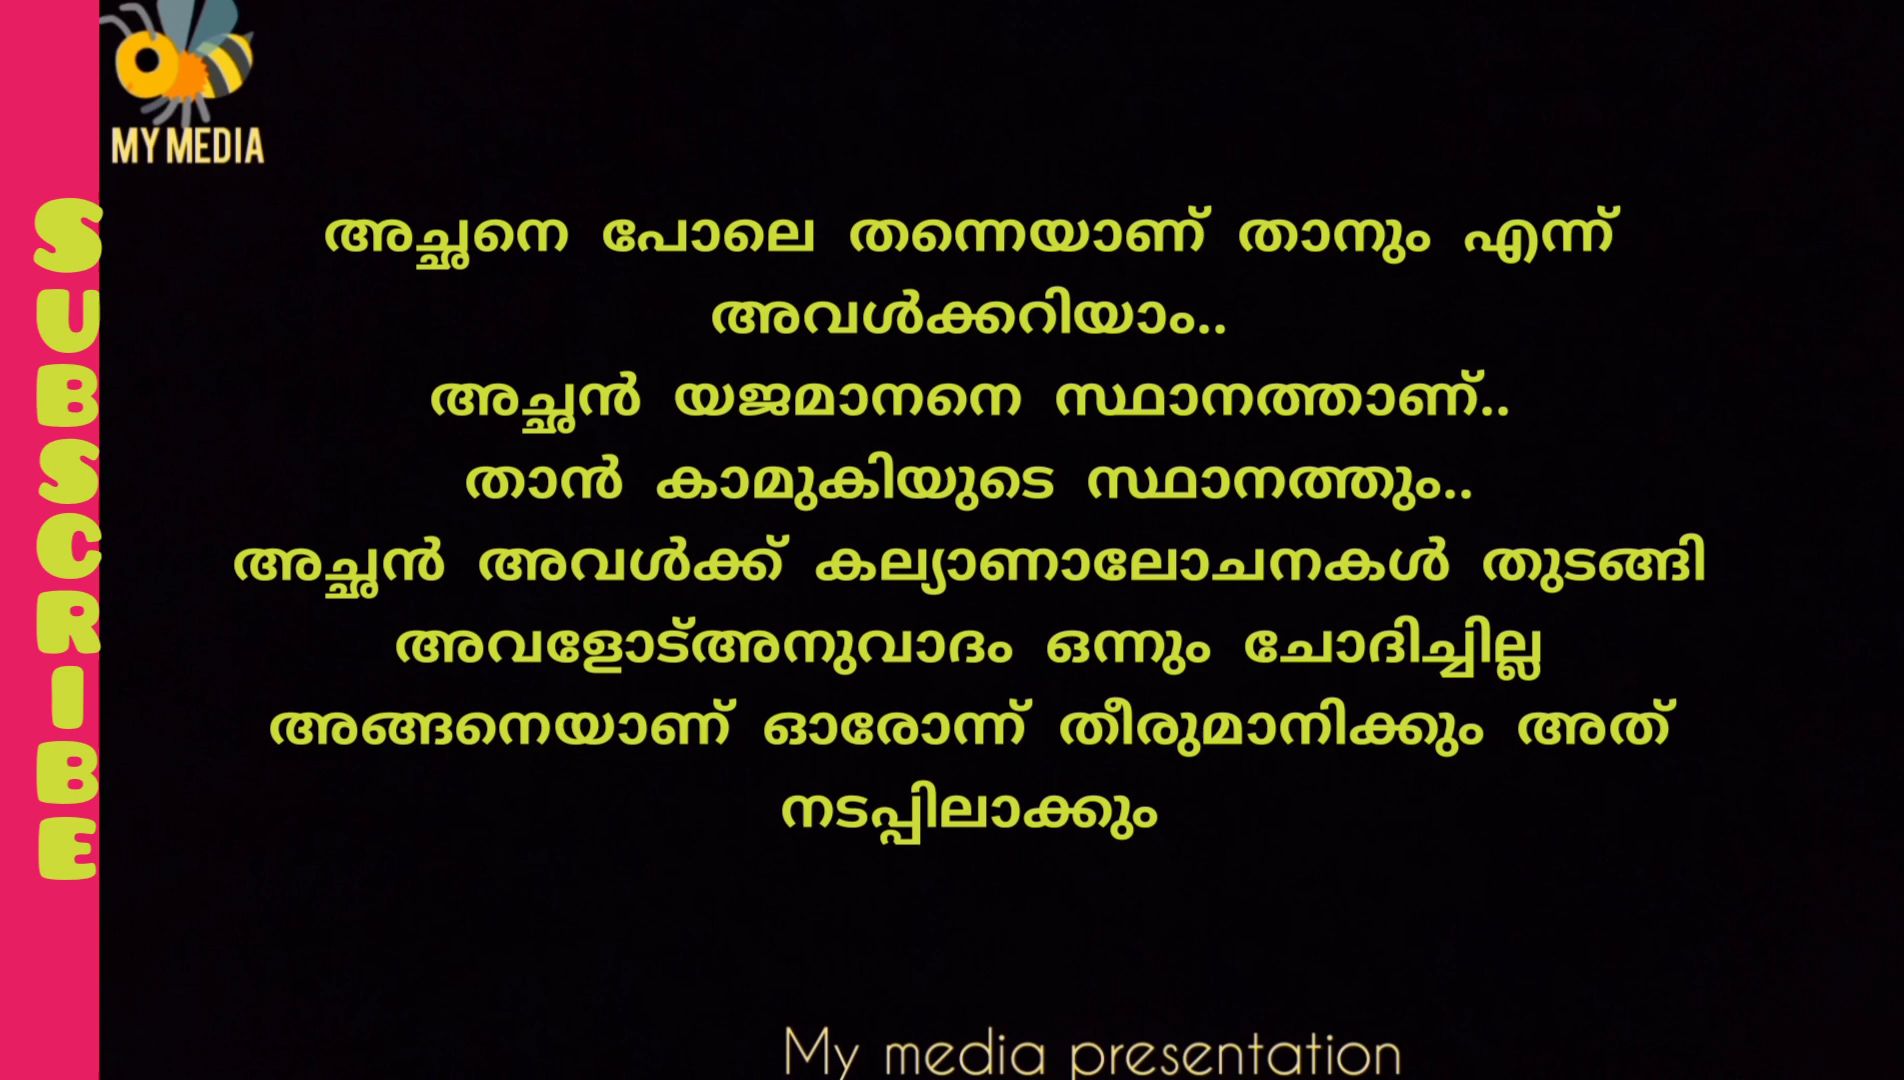 MY MEDIA
SUBSCRIBE
അച്ഛനെ പോലെ തന്നെയാണ് താനും എന്ന്
അവൾക്കറിയാം..
അച്ഛൻ യജമാനനെ സ്ഥാനത്താണ്..
താൻ കാമുകിയുടെ സ്ഥാനത്തും..
അച്ഛൻ അവൾക്ക് കല്യാണാലോചനകൾ തുടങ്ങി
അവളോട്അനുവാദം ഒന്നും ചോദിച്ചില്ല
അങ്ങനെയാണ് ഓരോന്ന് തീരുമാനിക്കും അത്
നടപ്പിലാക്കും
My media presentation